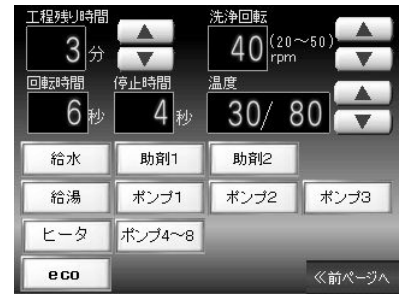 工程残り時間
3分
洗浄回転
40(20～50)rpm
回転時間
6秒
停止時間
4秒
温度
30/ 80
給水
助剤1
助剤2
給湯
ポンプ1
ポンプ2
ポンプ3
ヒータ
ポンプ4～8
eco
≪前ページへ